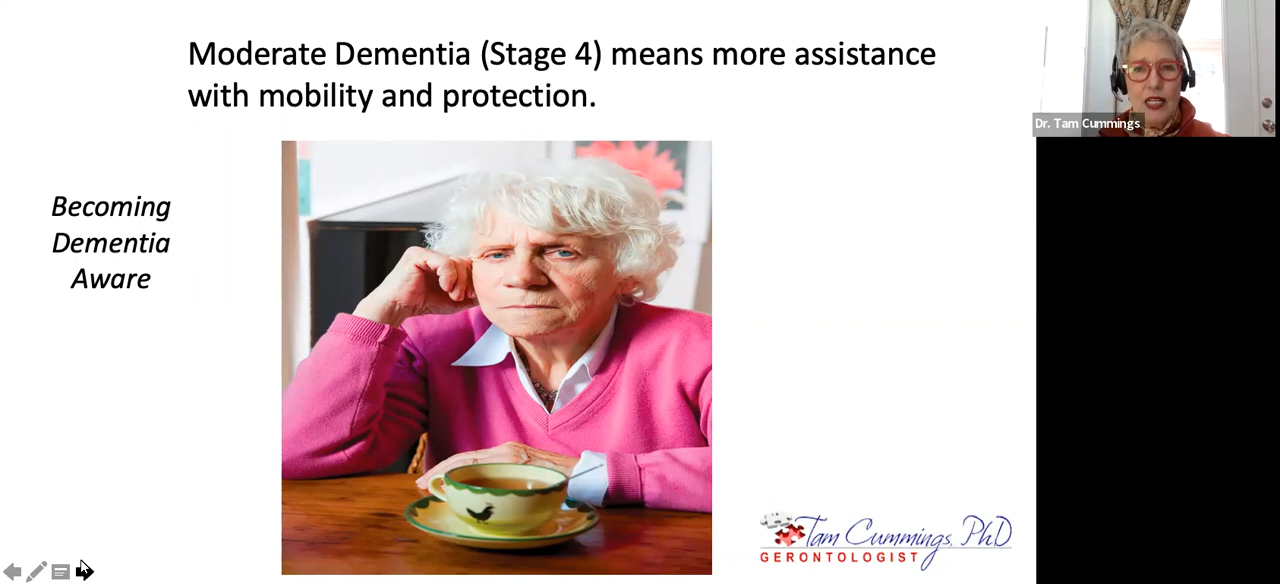 Moderate Dementia (Stage 4) means more assistance
with mobility and protection.
Dr. Tam Cummings
Becoming
Dementia
Aware
Tam Cummings, PhD
GERONTOLOGIST